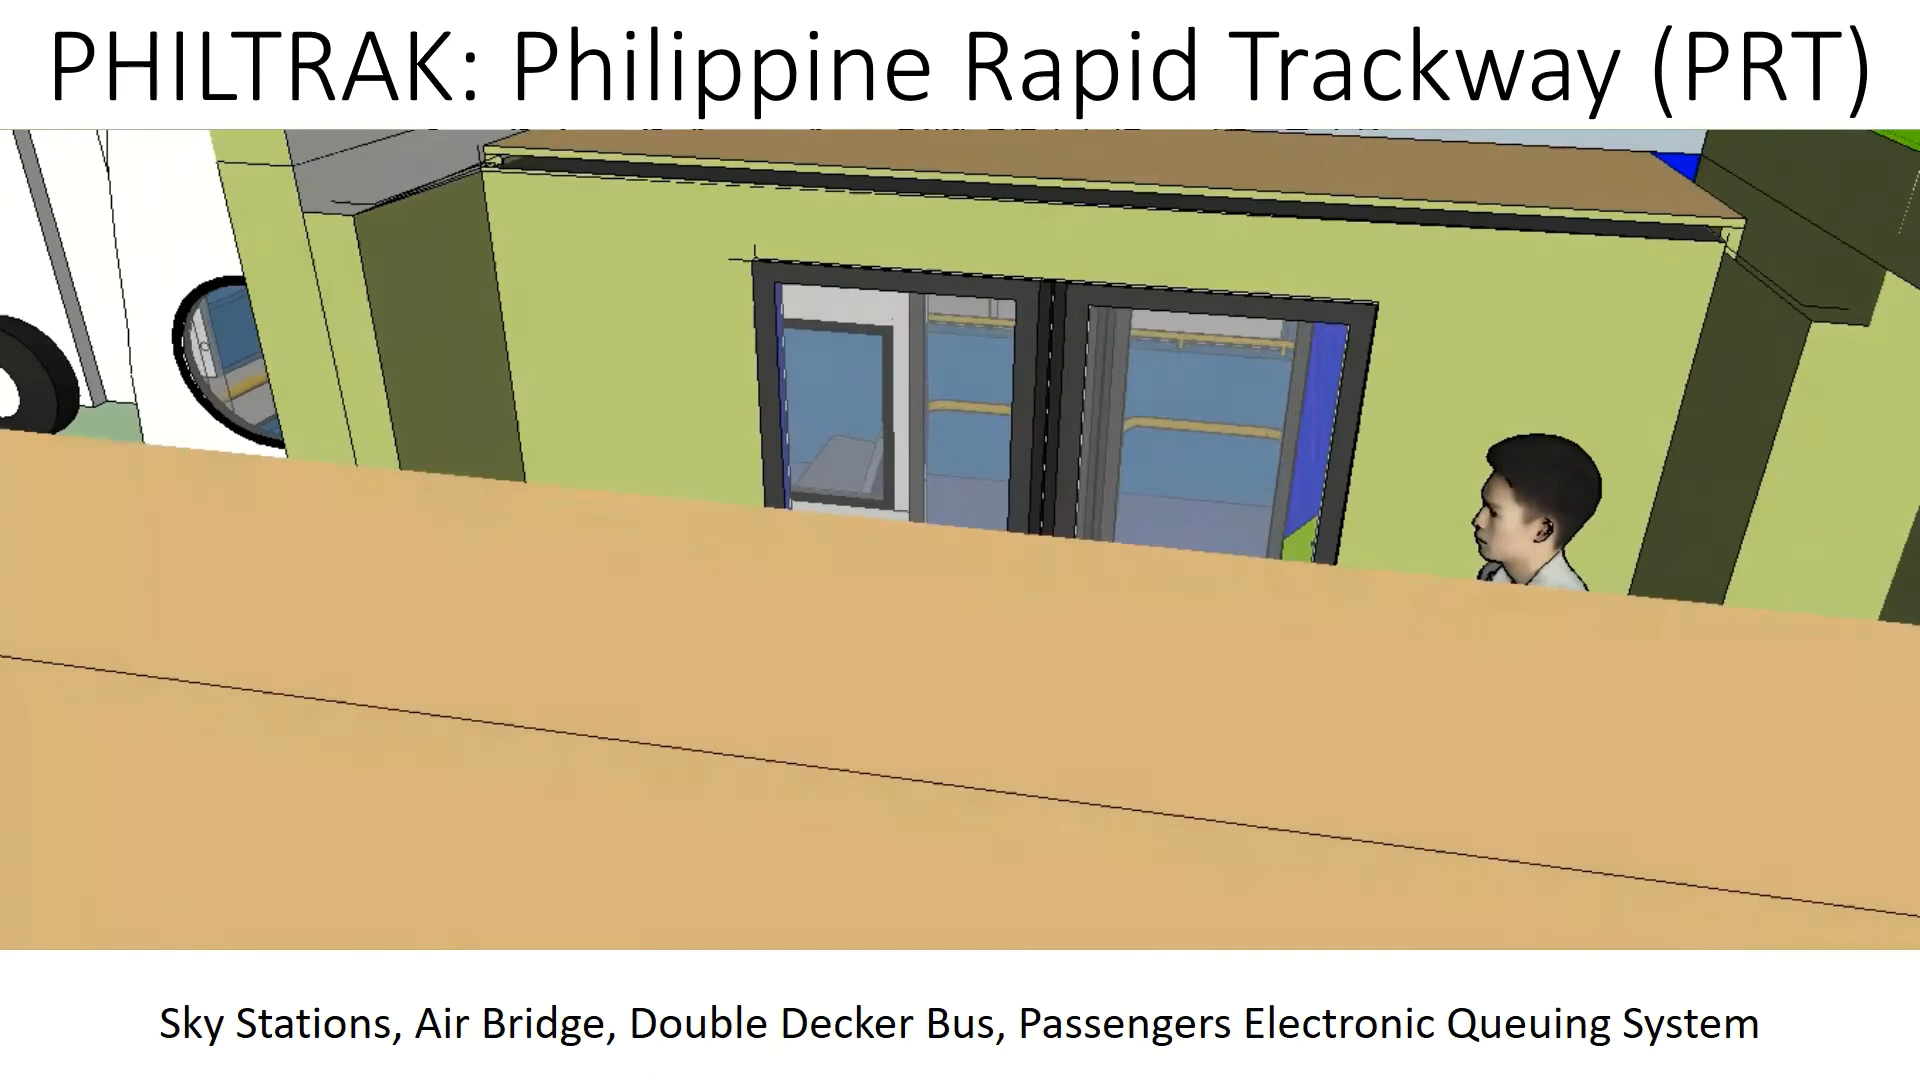 PHILTRAK: Philippine Rapid Trackway (PRT)
Sky Stations, Air Bridge, Double Decker Bus, Passengers Electronic Queuing System